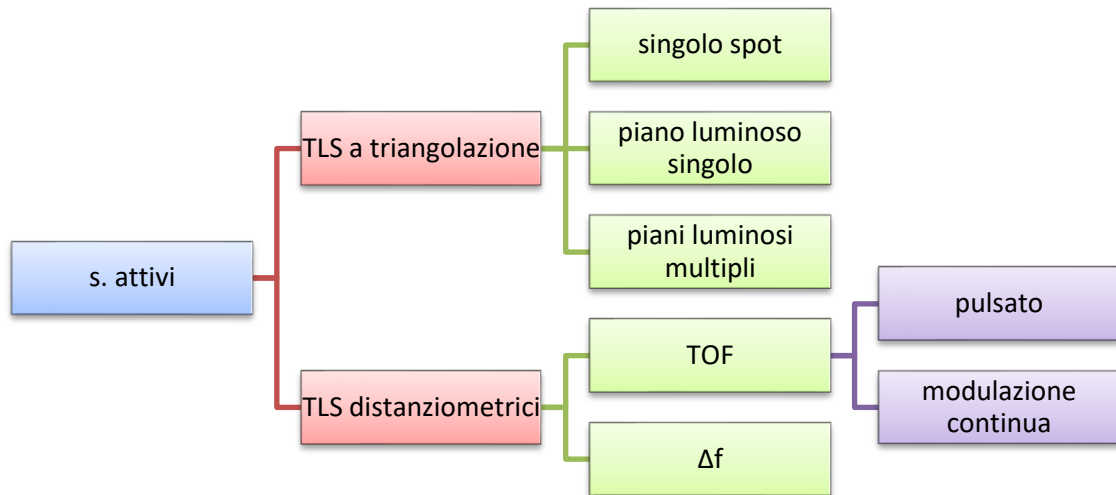 singolo spot
TLS a triangolazione
piano luminoso
singolo
piani luminosi
multipli
s. attivi
pulsato
TOF
TLS distanziometrici
modulazione
continua
Δf